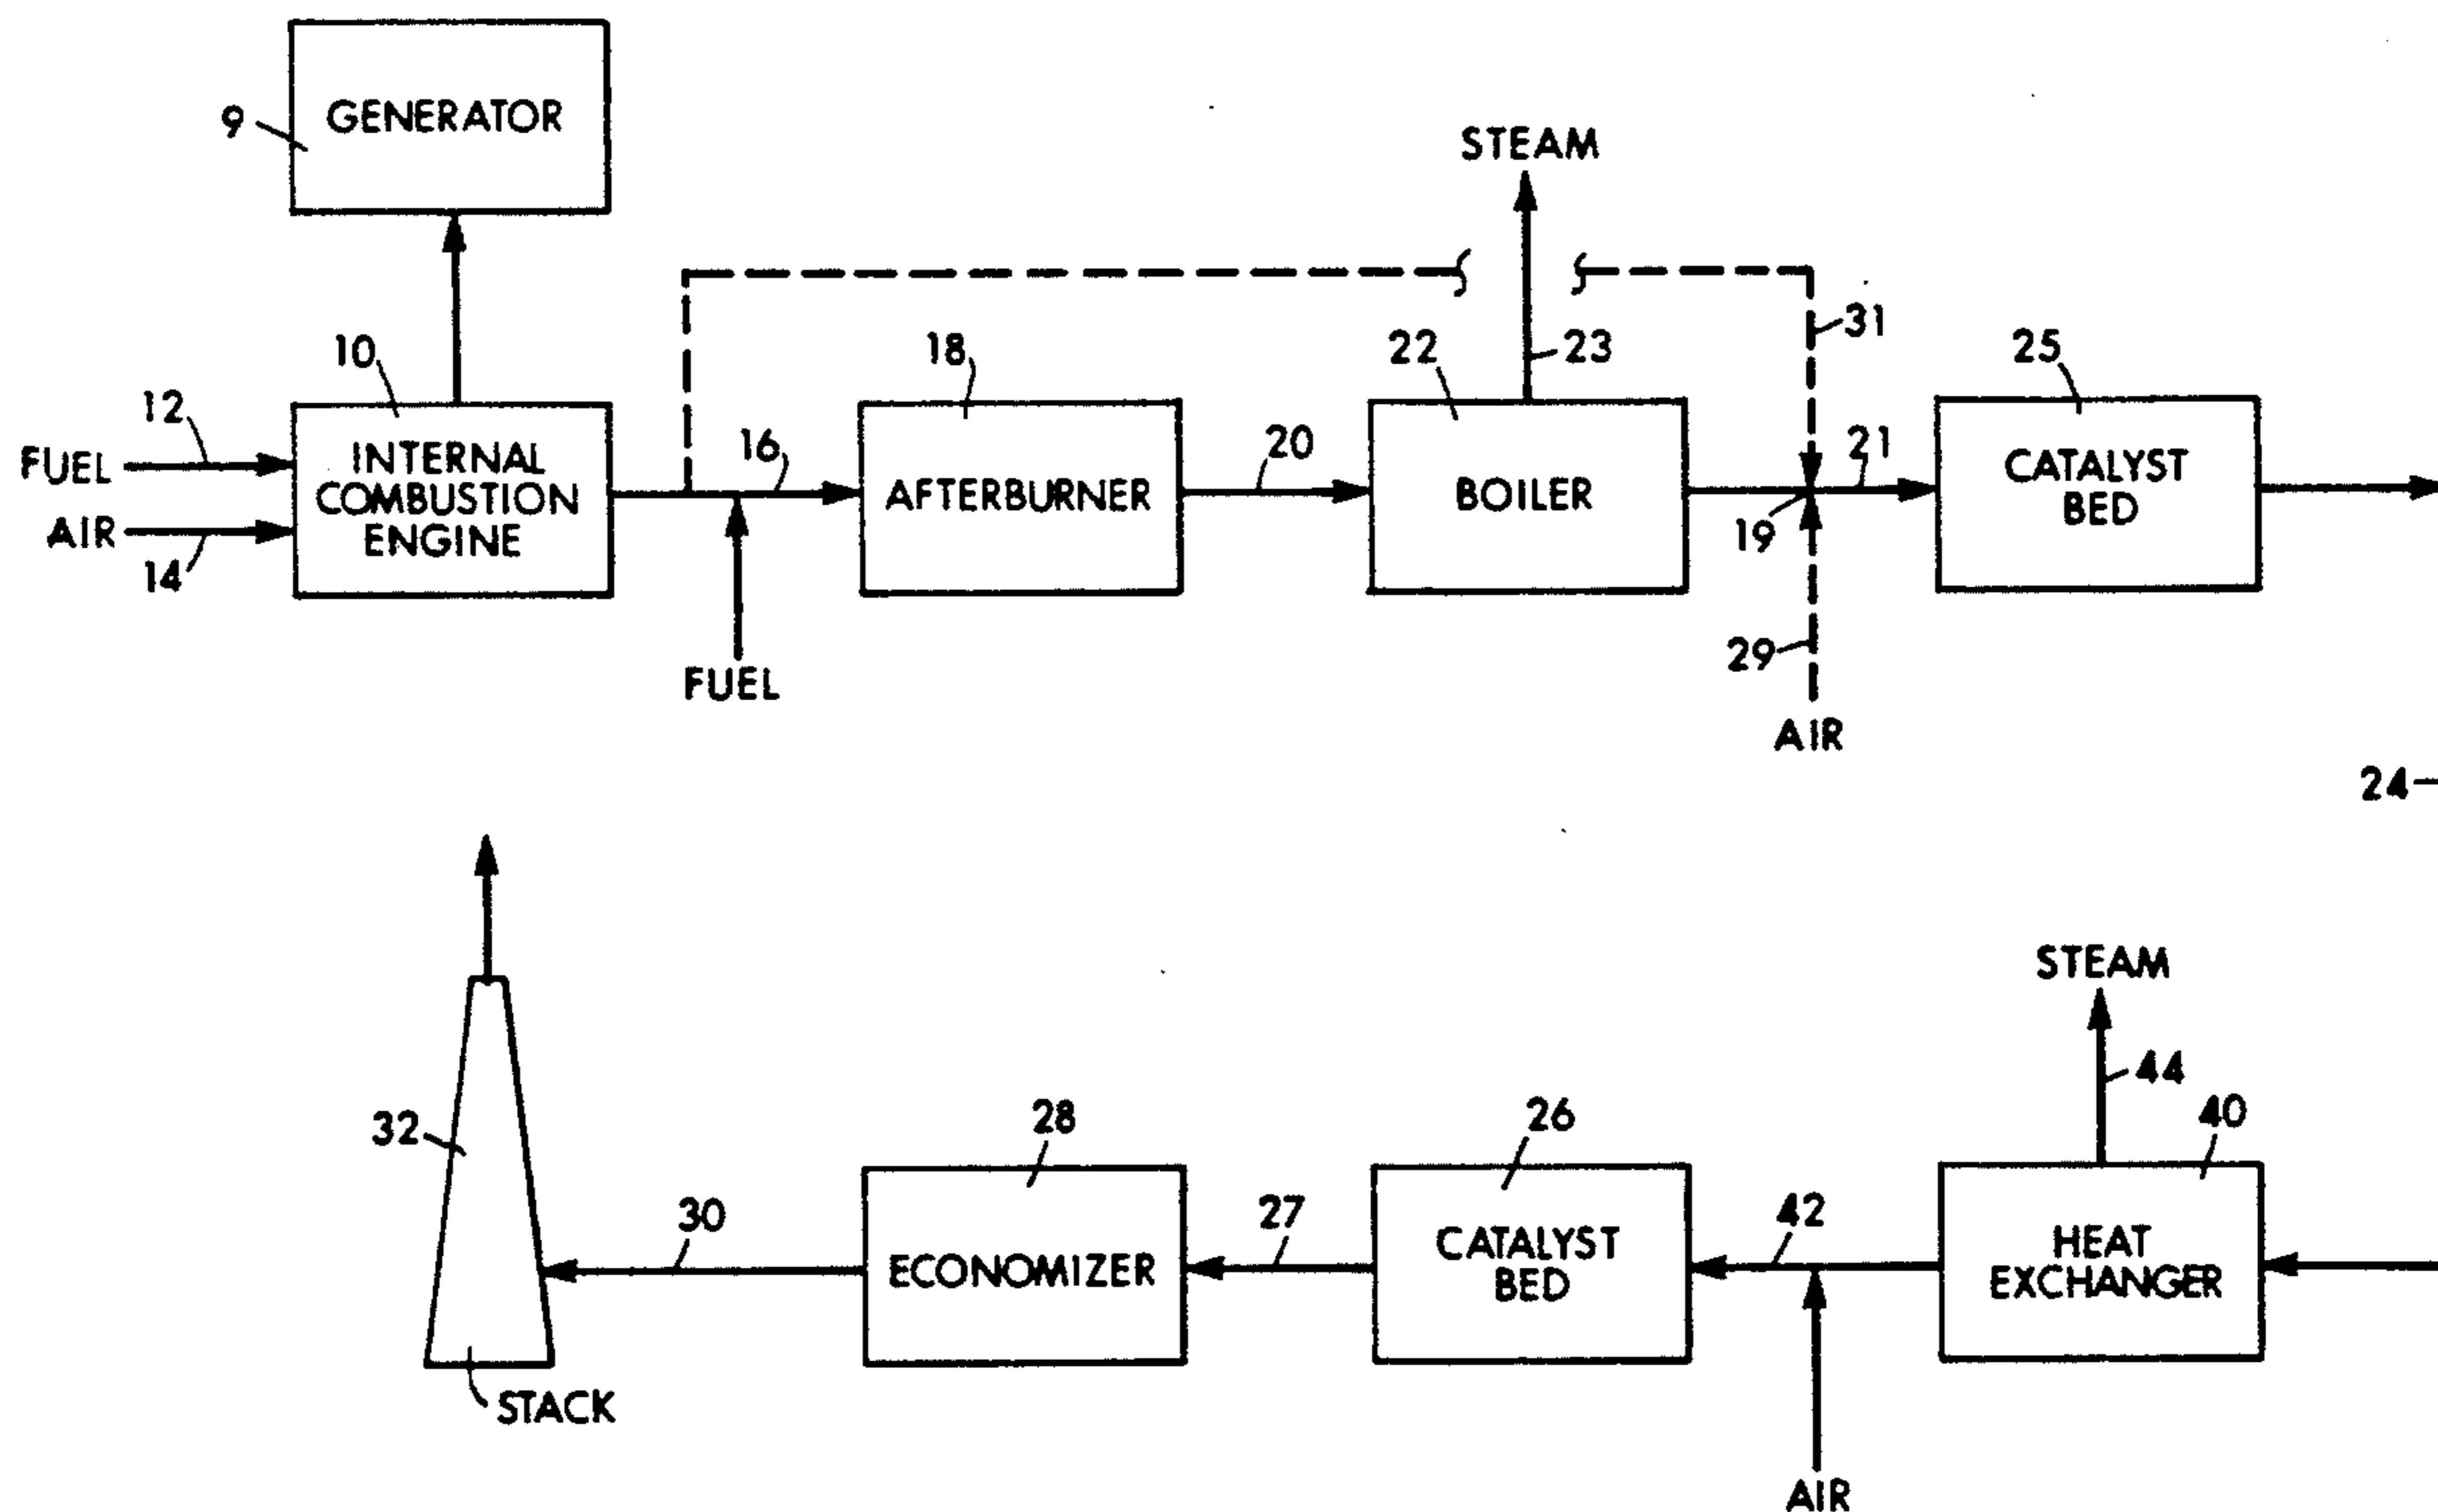 GENERATOR
9
STEAM
31
10
18
22
23
25
12
FUEL
INTERNAL
COMBUSTION
ENGINE
16
AFTERBURNER
20
BOILER
21
CATALYST
BED
AIR
14
19
FUEL
29
AIR
24
STEAM
44
32
28
26
40
30
ECONOMIZER
27
CATALYST
BED
42
HEAT
EXCHANGER
STACK
AIR